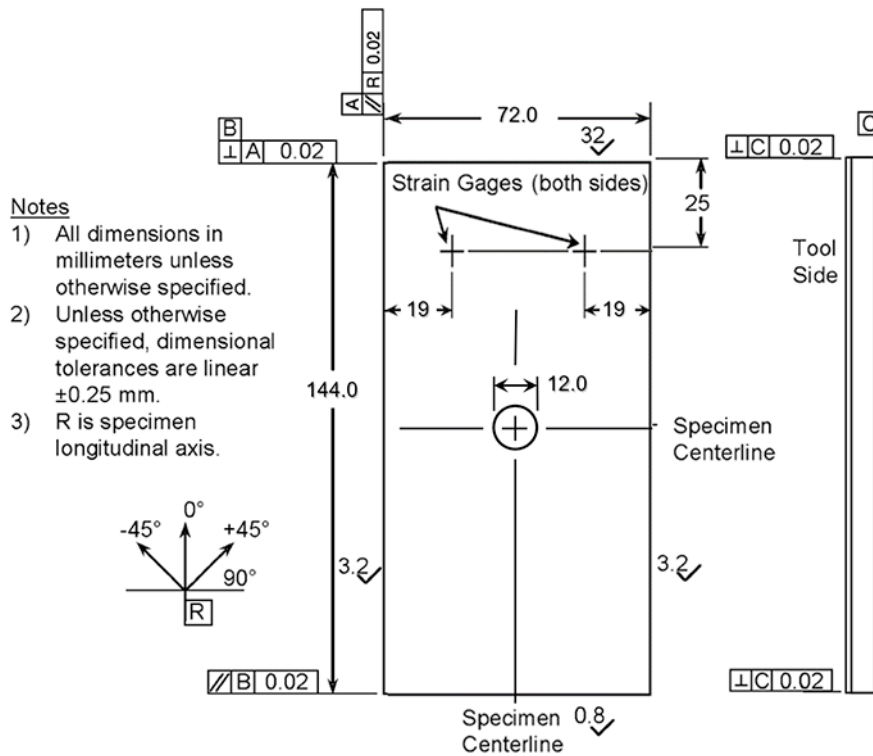 A // R 0.02
72.0
32
B
⊥ A 0.02
⊥ C 0.02
C
Strain Gages (both sides)
25
Notes
1) All dimensions in
millimeters unless
otherwise specified.
2) Unless otherwise
specified, dimensional
tolerances are linear
±0.25 mm.
3) R is specimen
longitudinal axis.
Tool
Side
19
19
144.0
12.0
Specimen
Centerline
-45°
0°
+45°
90°
R
3.2
3.2
// B 0.02
⊥ C 0.02
Specimen
Centerline
0.8